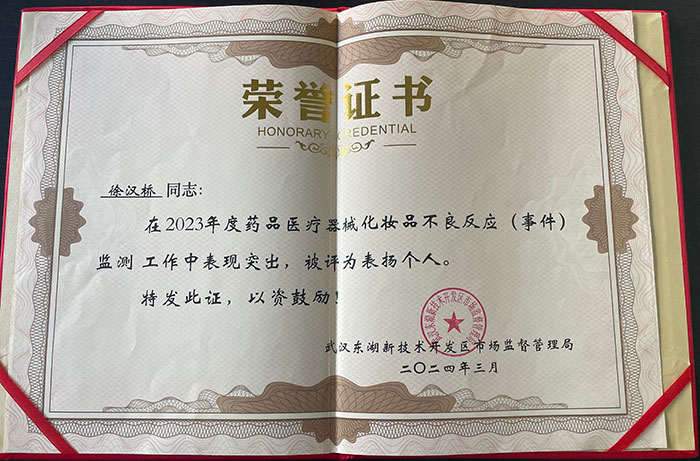 荣誉证书
HONORARY CREDENTIAL
徐汉桥 同志:
在2023年度药品医疗器械化妆品不良反应（事件）
监测 工作中表现突出，被评为表扬个人。
特发此证，以资鼓励!
武汉东湖新技术开发区市场监督管理局
二〇二四年三月